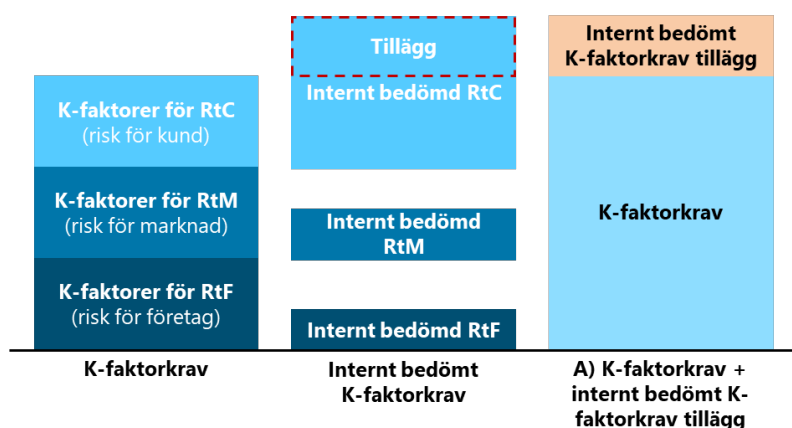 K-faktorer för RtC
(risk för kund)
K-faktorer för RtM
(risk för marknad)
K-faktorer för RtF
(risk för företag)
K-faktorkrav
Tillägg
Internt bedömd RtC
Internt bedömd
RtM
Internt bedömd RtF
Internt bedömt
K-faktorkrav
Internt bedömt
K-faktorkrav tillägg
K-faktorkrav
A) K-faktorkrav +
internt bedömt K-
faktorkrav tillägg